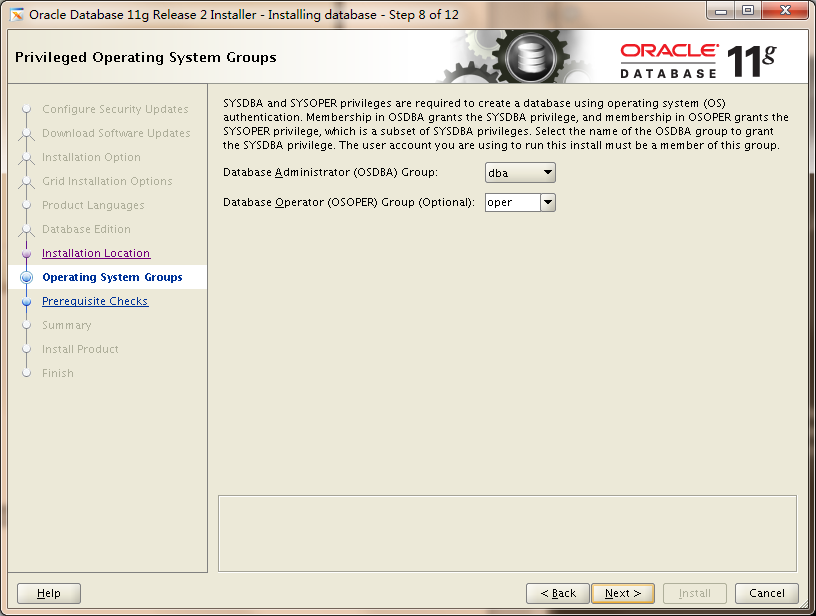 Oracle Database 11g Release 2 Installer - Installing database - Step 8 of 12
Privileged Operating System Groups
ORACLE
DATABASE
11g
Configure Security Updates
Download Software Updates
Installation Option
Grid Installation Options
Product Languages
Database Edition
Installation Location
Operating System Groups
Prerequisite Checks
Summary
Install Product
Finish
SYSDBA and SYSOPER privileges are required to create a database using operating system (OS)
authentication. Membership in OSDBA grants the SYSDBA privilege, and membership in OSOPER grants the
SYSOPER privilege, which is a subset of SYSDBA privileges. Select the name of the OSDBA group to grant
the SYSDBA privilege. The user account you are using to run this install must be a member of this group.
Database Administrator (OSDBA) Group: dba
Database Operator (OSOPER) Group (Optional): oper
Help < Back Next > Install Cancel